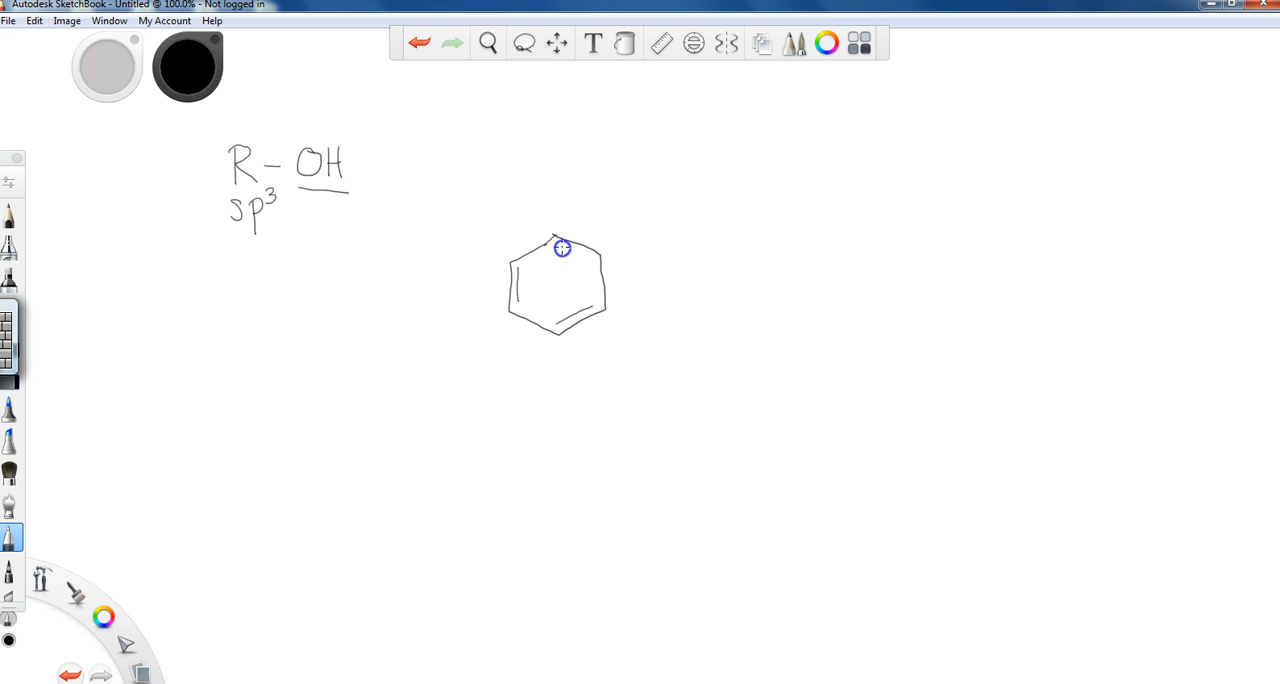 Autodesk SketchBook - Untitled @ 100.0% - Not logged in
File Edit Image Window My Account Help
T
R - OH
sp³